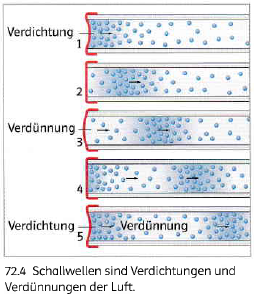 Verdichtung
1
2
Verdünnung
3
4
Verdichtung
5
Verdünnung
72.4 Schallwellen sind Verdichtungen und
Verdünnungen der Luft.